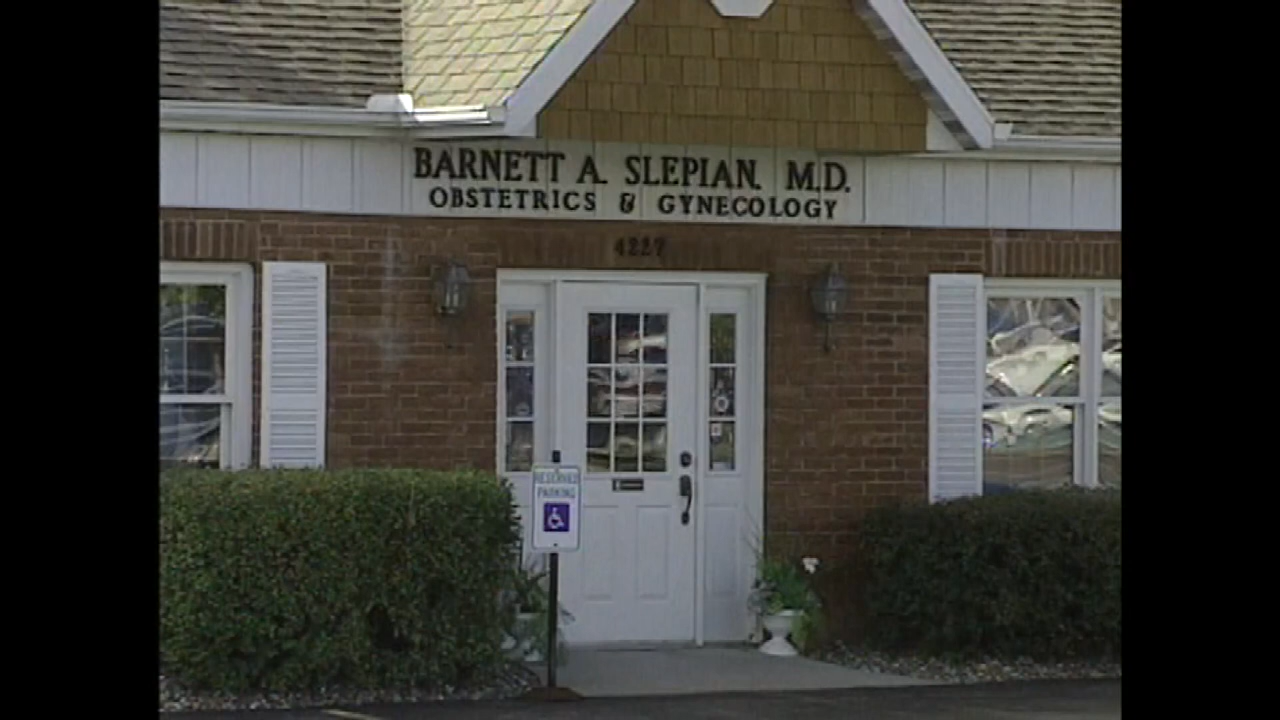 BARNETT A. SLEPIAN, M.D.
OBSTETRICS & GYNECOLOGY
4227
RESERVED
PARKING